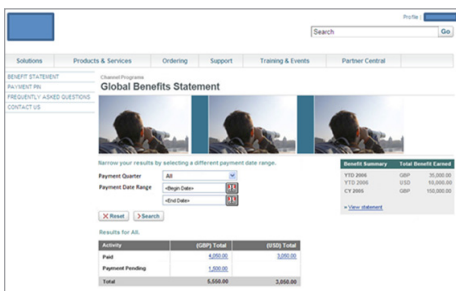 Profile :
Search Go
Solutions Products & Services Ordering Support Training & Events Partner Central
BENEFIT STATEMENT
PAYMENT PIN
FREQUENTLY ASKED QUESTIONS
CONTACT US
Channel Programs
Global Benefits Statement
Narrow your results by selecting a different payment date range.
Payment Quarter All
Payment Date Range <Begin Date>
<End Date>
Reset >Search
Benefit Summary Total Benefit Earned
YTD 2006 GBP 35,000.00
YTD 2006 USD 10,000.00
CY 2005 GBP 150,000.00
» View statement
Results for All.
Activity (GBP) Total (USD) Total
Paid 4,050.00 3,050.00
Payment Pending 1,500.00
Total 5,550.00 3,050.00